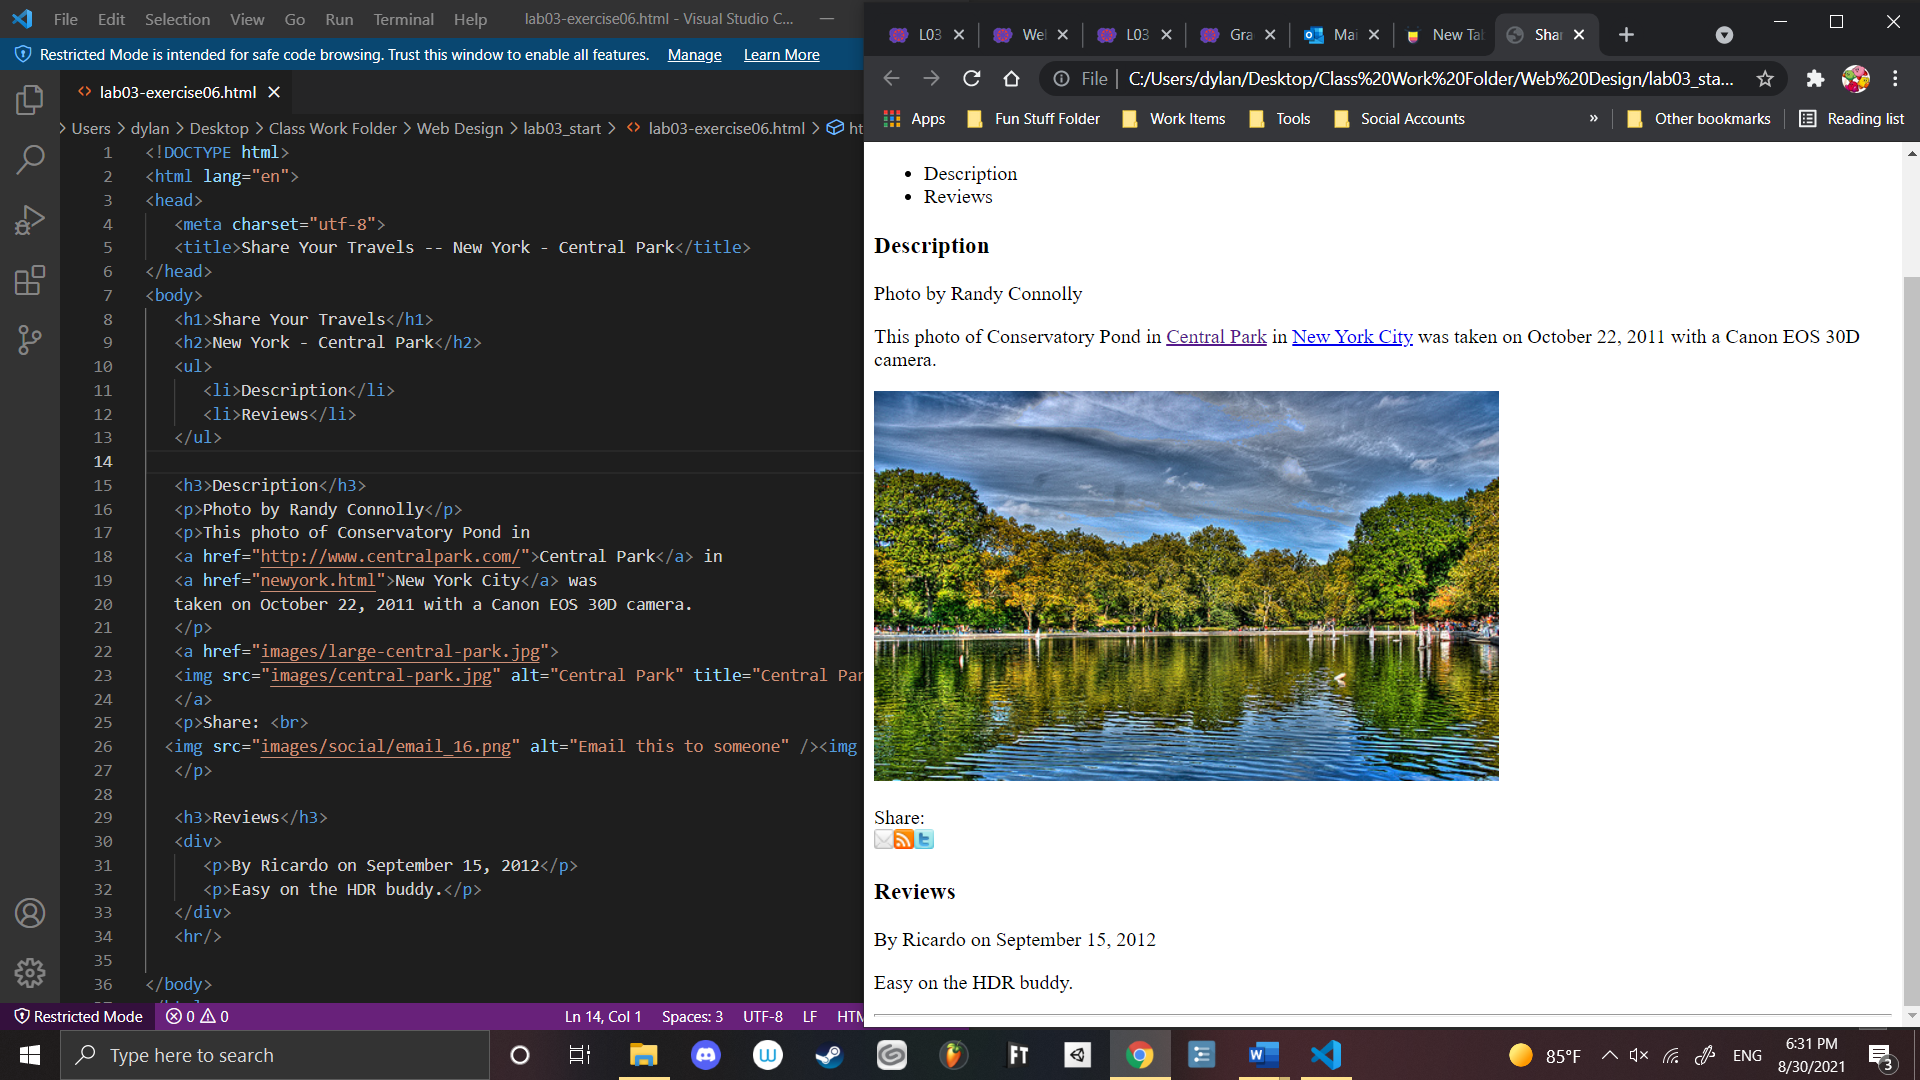 File Edit Selection View Go Run Terminal Help lab03-exercise06.html - Visual Studio C...
Restricted Mode is intended for safe code browsing. Trust this window to enable all features. Manage Learn More
lab03-exercise06.html
Users > dylan > Desktop > Class Work Folder > Web Design > lab03_start > lab03-exercise06.html > ht
1 <!DOCTYPE html>
2 <html lang="en">
3 <head>
4 <meta charset="utf-8">
5 <title>Share Your Travels -- New York - Central Park</title>
6 </head>
7 <body>
8 <h1>Share Your Travels</h1>
9 <h2>New York - Central Park</h2>
10 <ul>
11 <li>Description</li>
12 <li>Reviews</li>
13 </ul>
14
15 <h3>Description</h3>
16 <p>Photo by Randy Connolly</p>
17 <p>This photo of Conservatory Pond in
18 <a href="http://www.centralpark.com/">Central Park</a> in
19 <a href="newyork.html">New York City</a> was
20 taken on October 22, 2011 with a Canon EOS 30D camera.
21 </p>
22 <a href="images/large-central-park.jpg">
23 <img src="images/central-park.jpg" alt="Central Park" title="Central Par
24 </a>
25 <p>Share: <br>
26 <img src="images/social/email_16.png" alt="Email this to someone" /><img
27 </p>
28
29 <h3>Reviews</h3>
30 <div>
31 <p>By Ricardo on September 15, 2012</p>
32 <p>Easy on the HDR buddy.</p>
33 </div>
34 <hr/>
35
36 </body>
Restricted Mode 0 0 Ln 14, Col 1 Spaces: 3 UTF-8 LF HTM
L03 Wel L03 Gra Mai New Ta Shar
File C:/Users/dylan/Desktop/Class%20Work%20Folder/Web%20Design/lab03_sta...
Apps Fun Stuff Folder Work Items Tools Social Accounts » Other bookmarks Reading list
• Description
• Reviews
Description
Photo by Randy Connolly
This photo of Conservatory Pond in Central Park in New York City was taken on October 22, 2011 with a Canon EOS 30D
camera.
Share:
Reviews
By Ricardo on September 15, 2012
Easy on the HDR buddy.
Type here to search
FT
85°F ENG 6:31 PM
8/30/2021
3